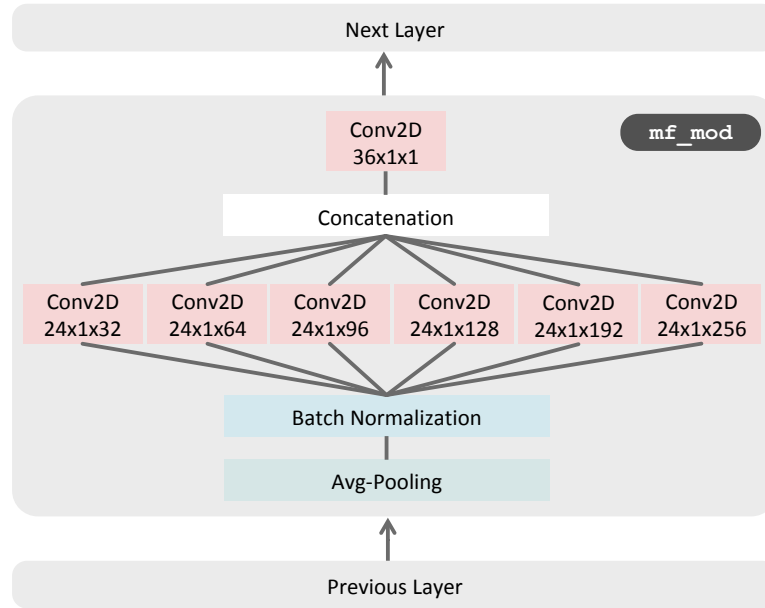 Next Layer
mf_mod
Conv2D
36x1x1
Concatenation
Conv2D
24x1x32
Conv2D
24x1x64
Conv2D
24x1x96
Conv2D
24x1x128
Conv2D
24x1x192
Conv2D
24x1x256
Batch Normalization
Avg-Pooling
Previous Layer